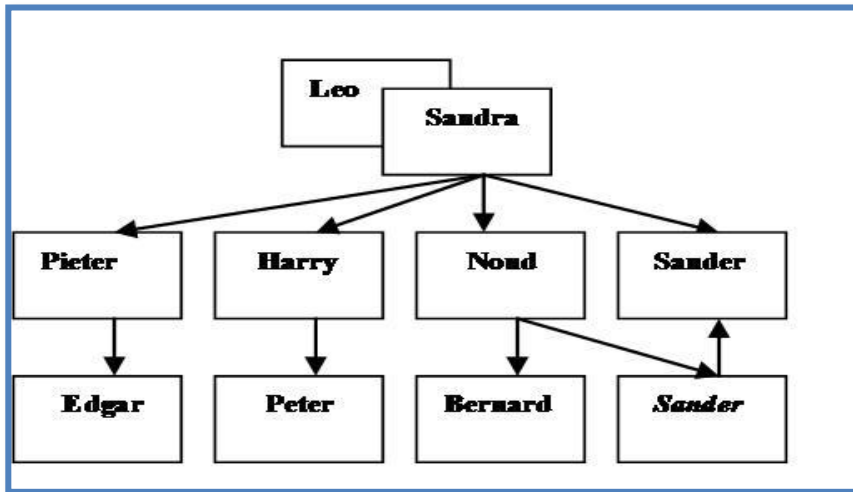 Leo
Sandra
Pieter Harry Noud Sander
Edgar Peter Bernard Sander